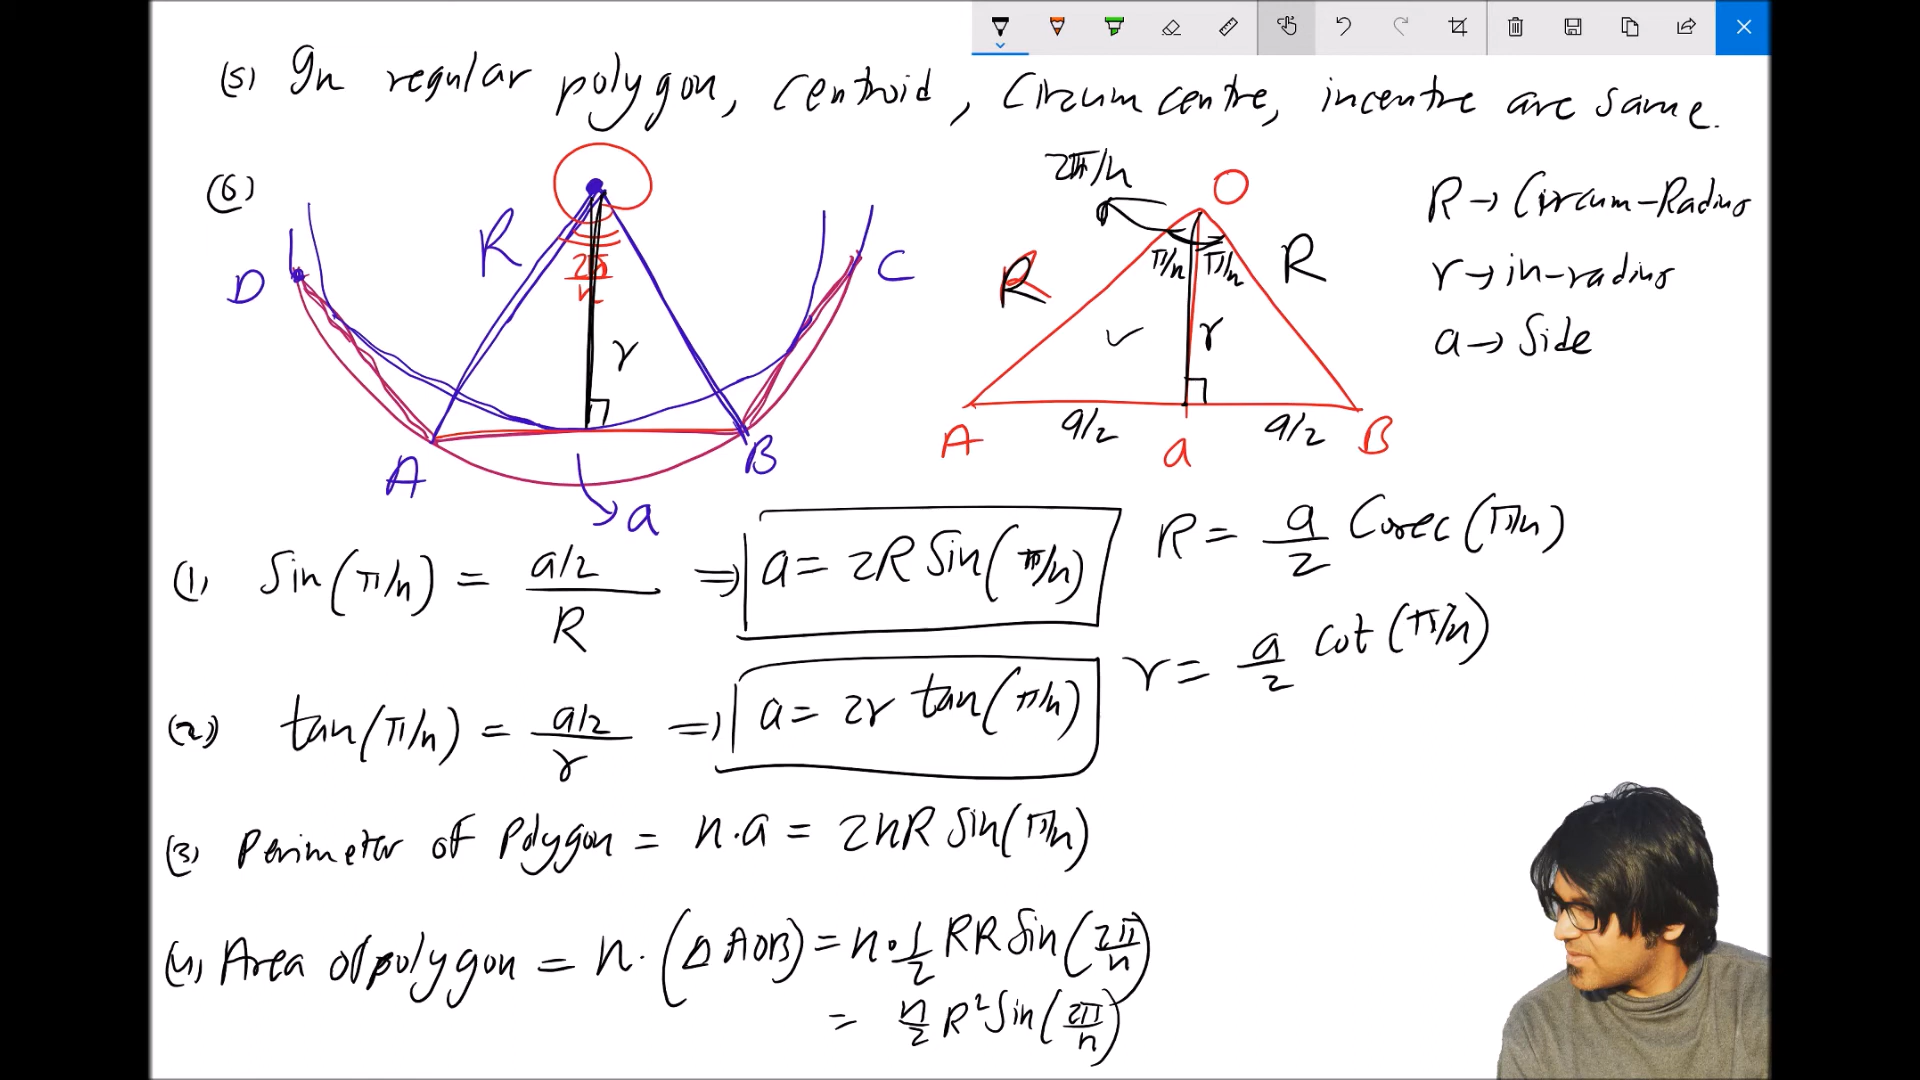 (5) In regular polygon, centroid, Circumcentre, incentre are same.
(6)
D R 2π/n r C
A B
a
2π/n O
R π/n π/n R
r
A a/2 a a/2 B
R → Circum-Radius
r → in-radius
a → Side
(1) Sin(π/n) = a/2 / R ⇒ a = 2R Sin(π/n)
R = a/2 Cosec(π/n)
(2) tan(π/n) = a/2 / r ⇒ a = 2r tan(π/n)
r = a/2 cot(π/n)
(3) Perimeter of Polygon = n.a = 2nR Sin(π/n)
(4) Area of polygon = n.(Δ AOB) = n.1/2 RR Sin(2π/n)
= n/2 R² Sin(2π/n)